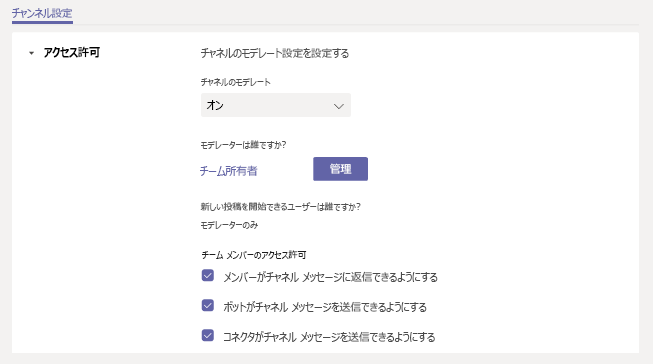 チャンネル設定
アクセス許可
チャネルのモデレート設定を設定する
チャネルのモデレート
オン
モデレーターは誰ですか?
チーム所有者
管理
新しい投稿を開始できるユーザーは誰ですか?
モデレーターのみ
チーム メンバーのアクセス許可
メンバーがチャネル メッセージに返信できるようにする
ボットがチャネル メッセージを送信できるようにする
コネクタがチャネル メッセージを送信できるようにする